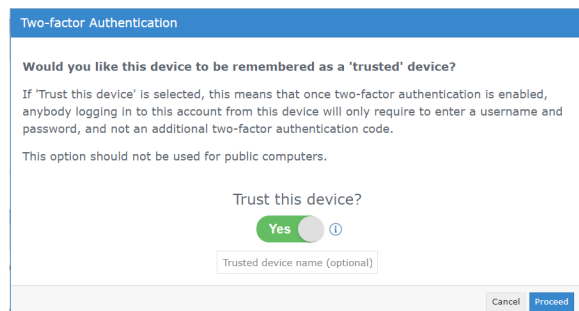 Two-factor Authentication
Would you like this device to be remembered as a 'trusted' device?
If 'Trust this device' is selected, this means that once two-factor authentication is enabled,
anybody logging in to this account from this device will only require to enter a username and
password, and not an additional two-factor authentication code.
This option should not be used for public computers.
Trust this device?
Yes
Trusted device name (optional)
Cancel Proceed